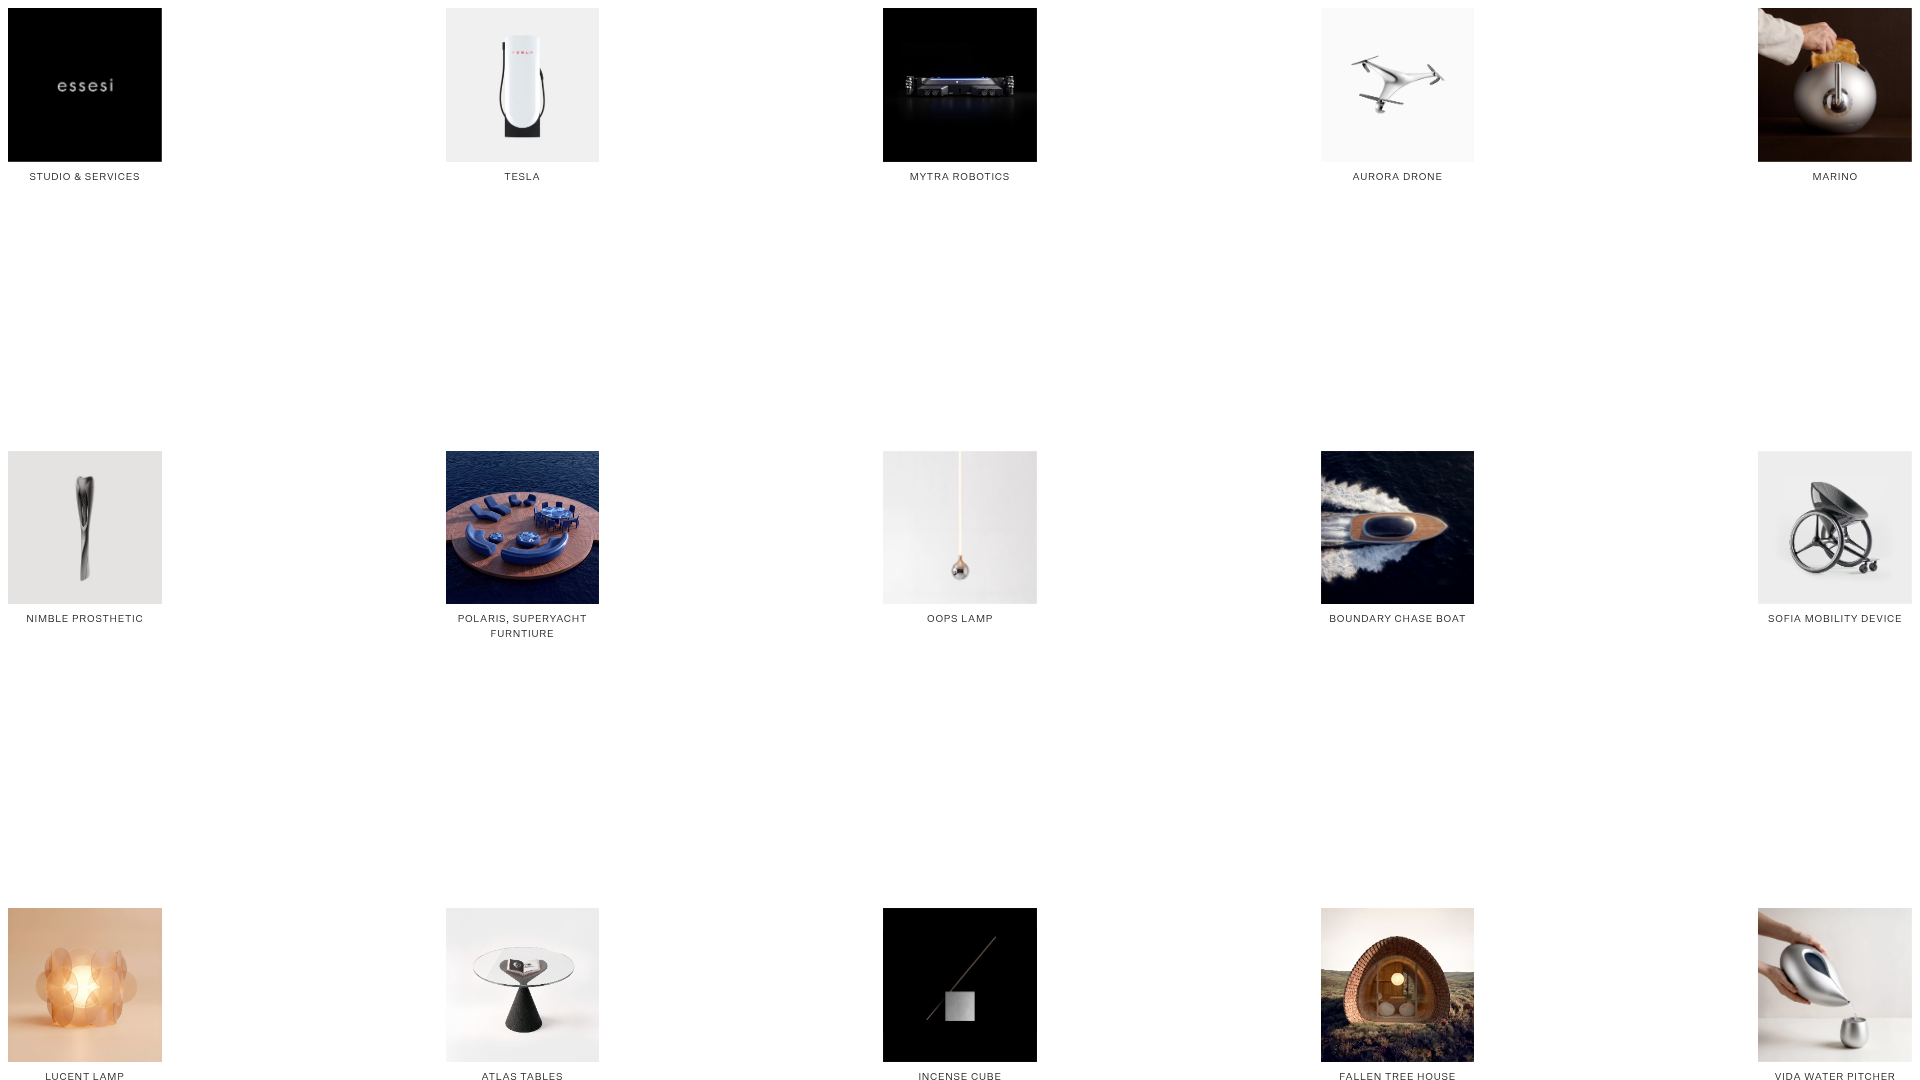 essesi
STUDIO & SERVICES
TESLA
TESLA
MYTRA ROBOTICS
AURORA DRONE
MARINO
NIMBLE PROSTHETIC
POLARIS, SUPERYACHT
FURNTIURE
OOPS LAMP
BOUNDARY CHASE BOAT
SOFIA MOBILITY DEVICE
LUCENT LAMP
ATLAS TABLES
INCENSE CUBE
FALLEN TREE HOUSE
VIDA WATER PITCHER